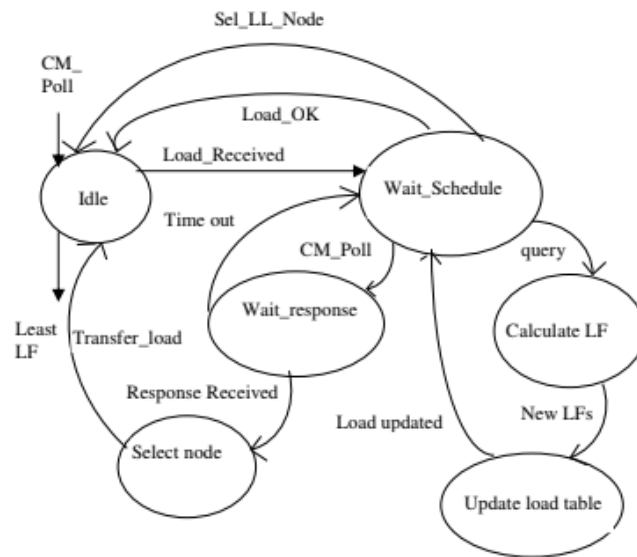 Sel_LL_Node
CM_
Poll
Load_OK
Load_Received
Idle
Wait_Schedule
Time out
CM_Poll
query
Wait_response
Calculate LF
Least
LF
Transfer_load
Response Received
Load updated
New LFs
Select node
Update load table